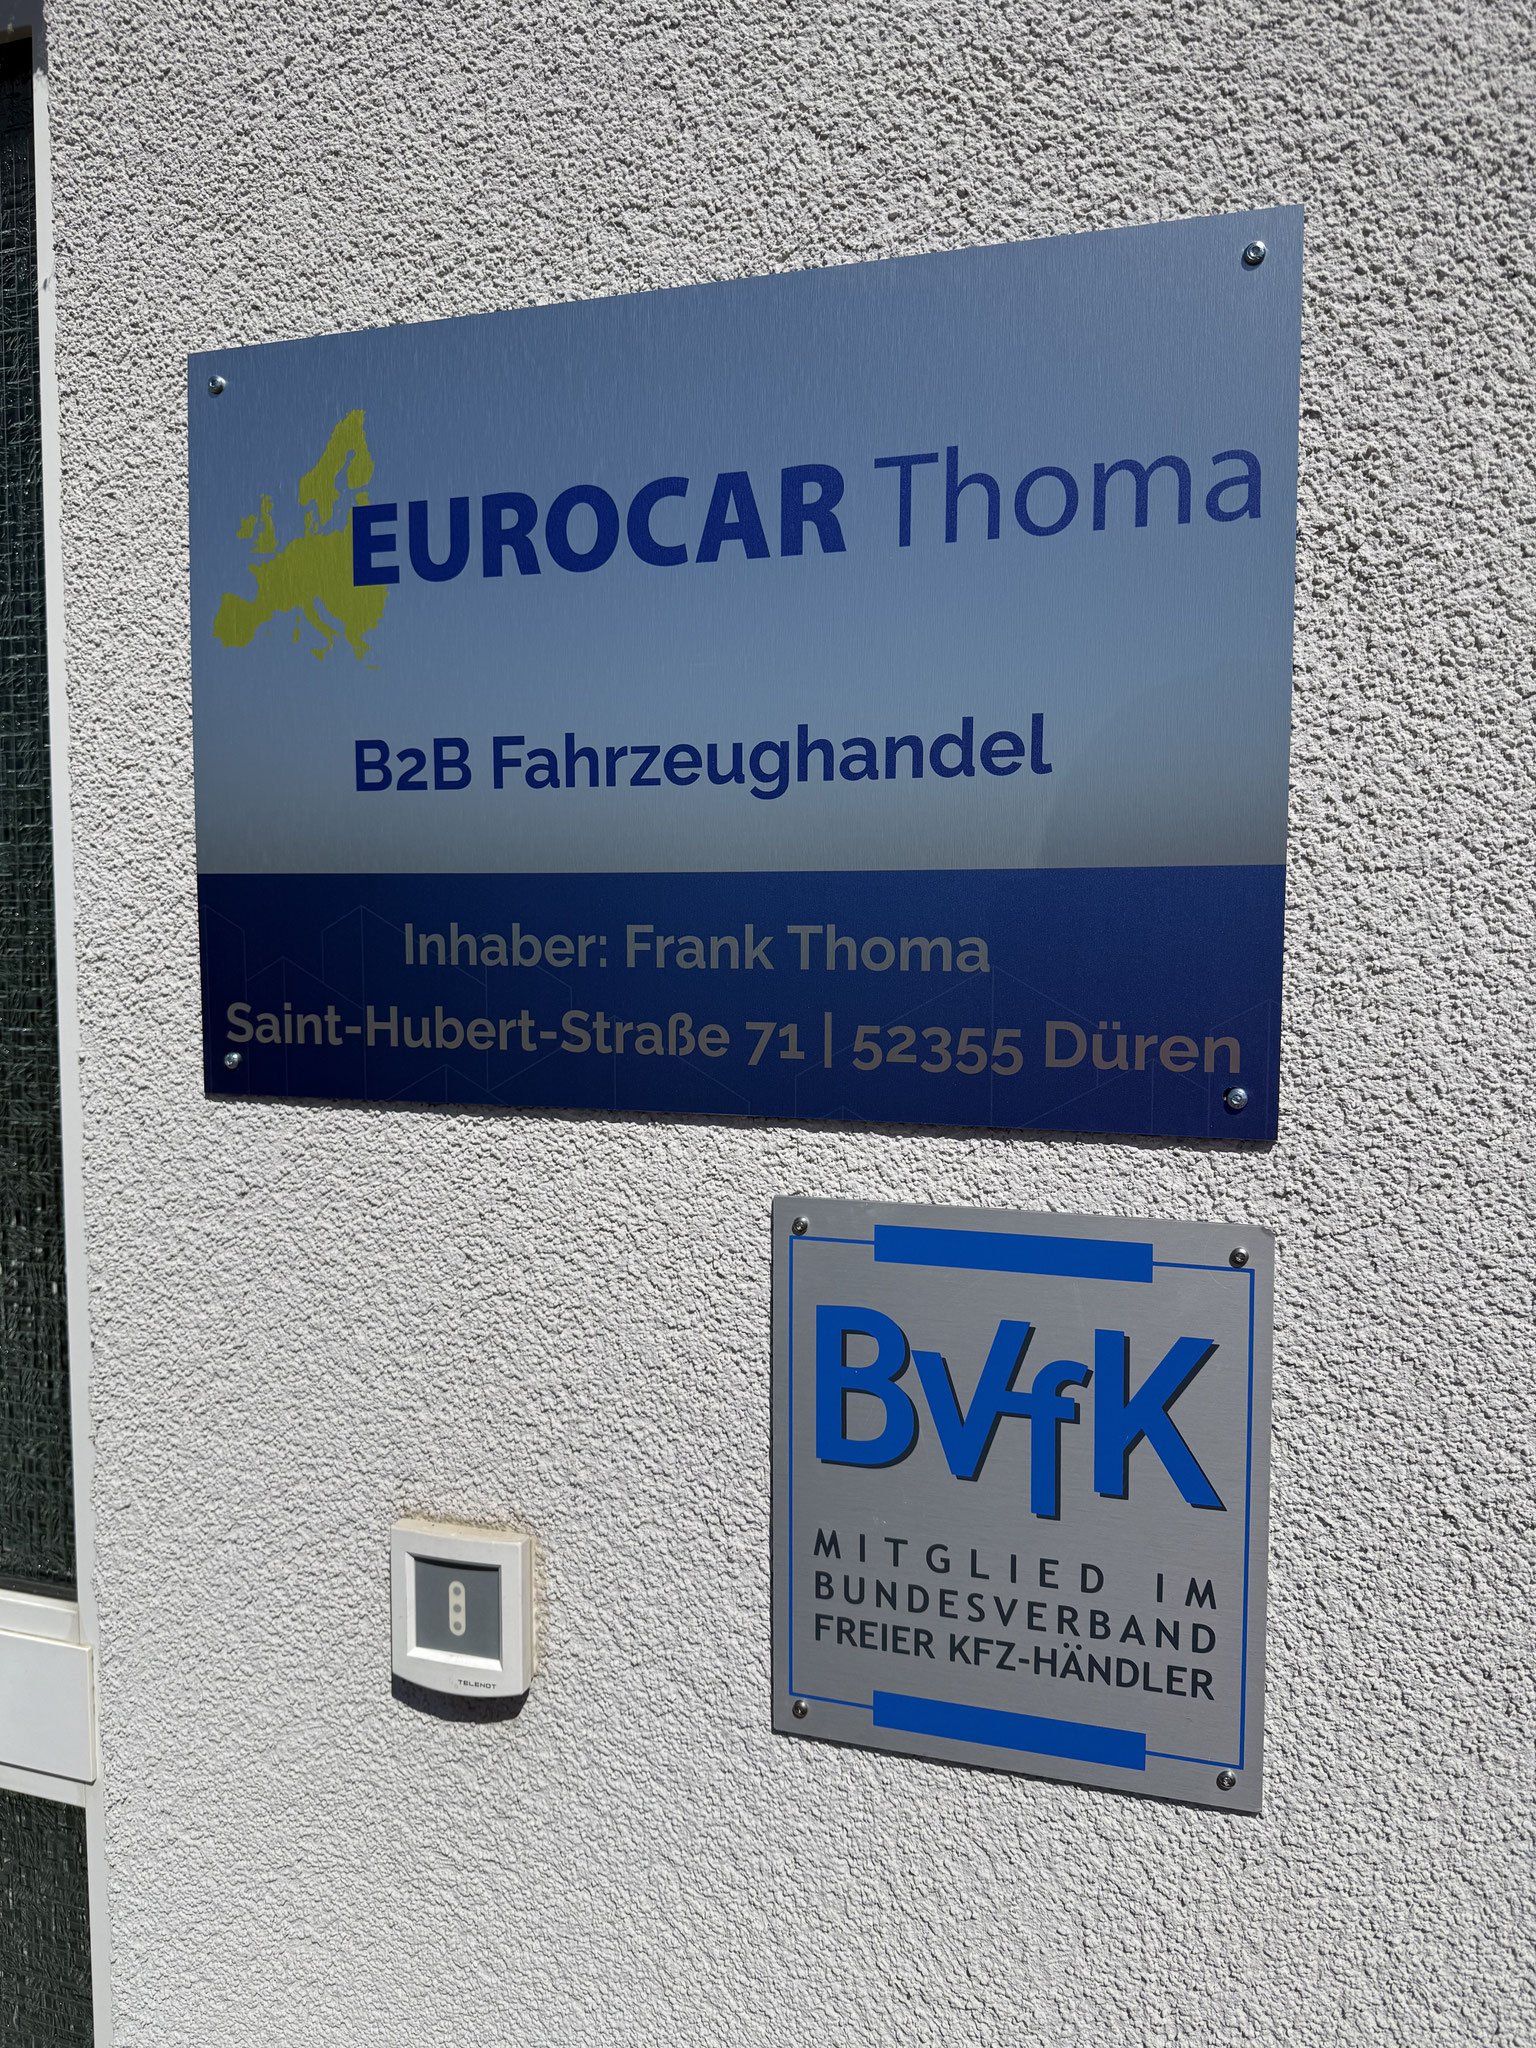 EUROCAR Thoma
B2B Fahrzeughandel
Inhaber: Frank Thoma
Saint-Hubert-Straße 71 | 52355 Düren
BVfK
MITGLIED IM
BUNDESVERBAND
FREIER KFZ-HÄNDLER
TELENOT